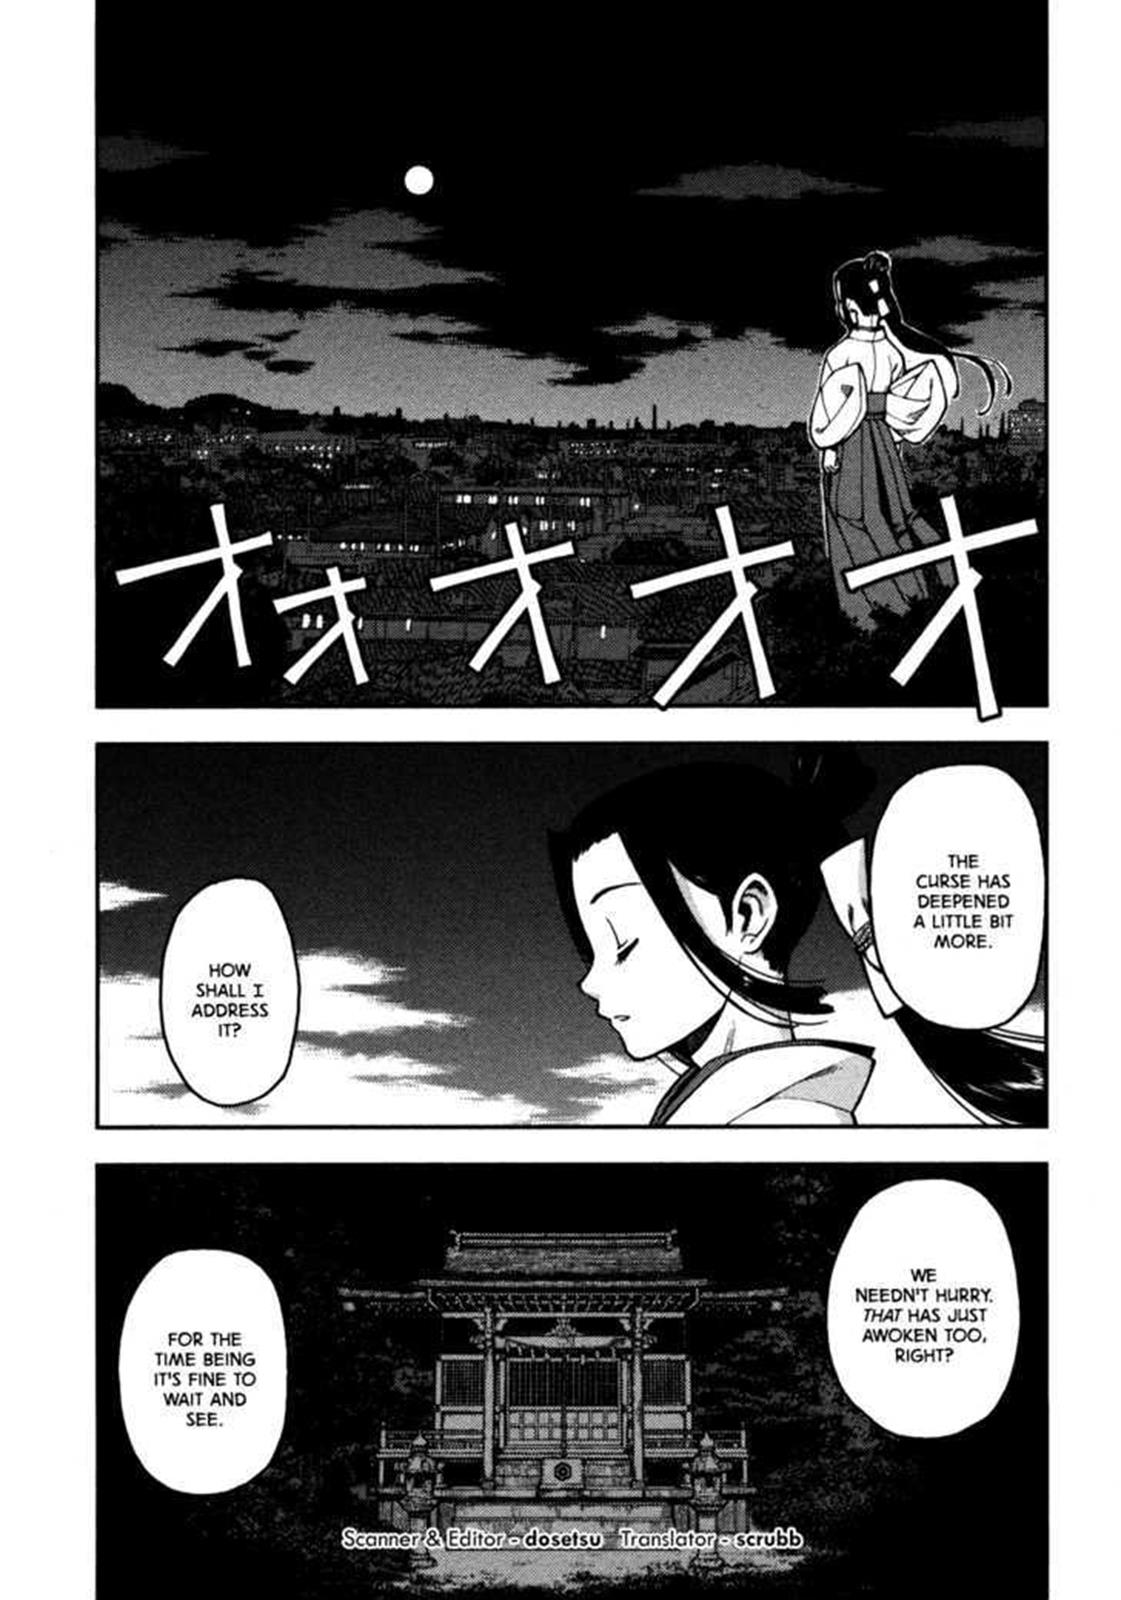 オォオオオ
THE
CURSE HAS
DEEPENED
A LITTLE BIT
MORE.
HOW
SHALL I
ADDRESS
IT?
WE
NEEDN'T HURRY.
THAT HAS JUST
AWOKEN TOO,
RIGHT?
FOR THE
TIME BEING
IT'S FINE TO
WAIT AND
SEE.
Scanner & Editor - dosetsu Translator - scrubb